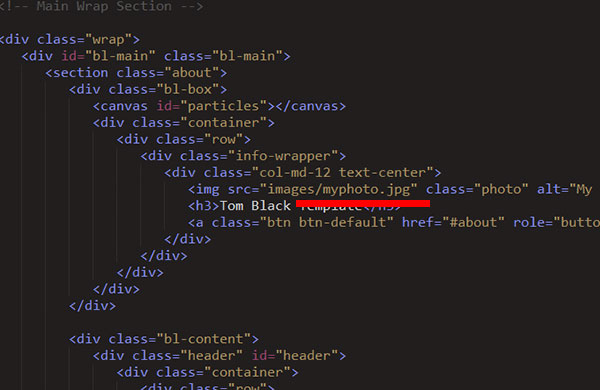 <!-- Main Wrap Section -->
<div class="wrap">
<div id="bl-main" class="bl-main">
<section class="about">
<div class="bl-box">
<canvas id="particles"></canvas>
<div class="container">
<div class="row">
<div class="info-wrapper">
<div class="col-md-12 text-center">
<img src="images/myphoto.jpg" class="photo" alt="My
<h3>Tom Black Template</h3>
<a class="btn btn-default" href="#about" role="butto
</div>
</div>
</div>
</div>
</div>
<div class="bl-content">
<div class="header" id="header">
<div class="container">
<div class="row">